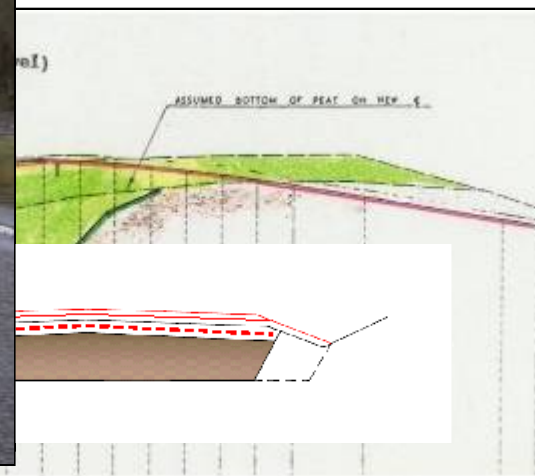 vel)
ASSUMED BOTTOM OF PEAT ON NEW ℄